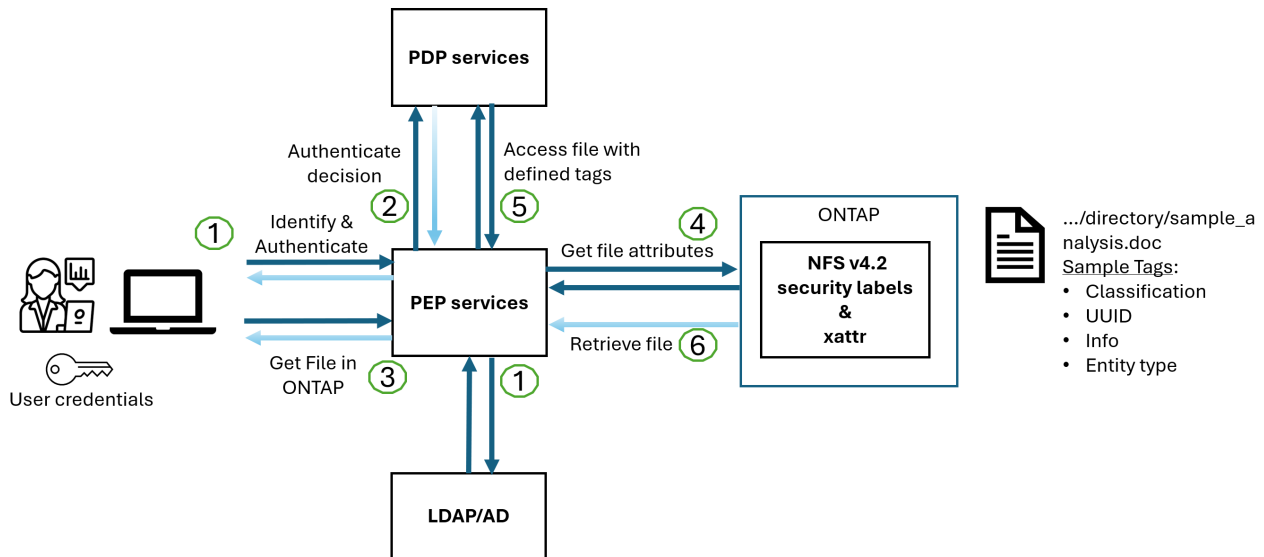 PDP services
Authenticate
decision
2
Access file with
defined tags
5
1
Identify &
Authenticate
PEP services
Get File in
ONTAP
3
User credentials
4
Get file attributes
Retrieve file
6
1
LDAP/AD
ONTAP
NFS v4.2
security labels
&
xattr
.../directory/sample_a
nalysis.doc
Sample Tags:
• Classification
• UUID
• Info
• Entity type